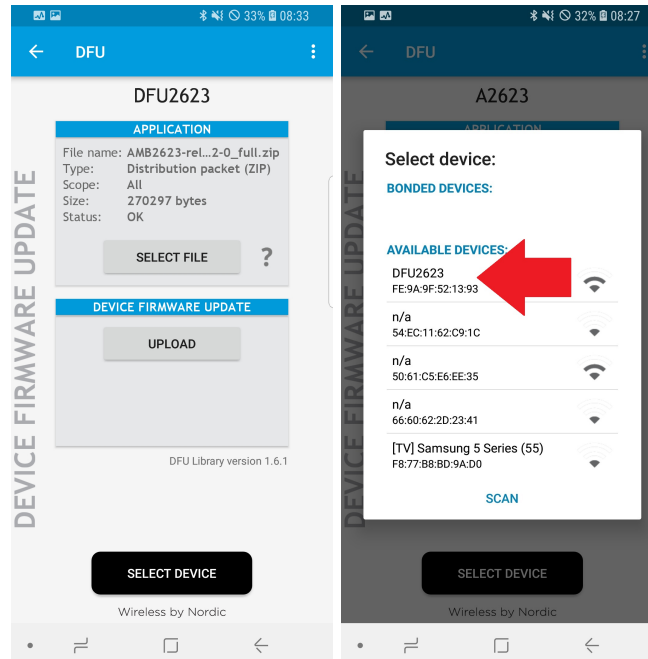 33% 08:33
DFU
DFU2623
APPLICATION
File name: AMB2623-rel...2-0_full.zip
Type: Distribution packet (ZIP)
Scope: All
Size: 270297 bytes
Status: OK
SELECT FILE ?
DEVICE FIRMWARE UPDATE
UPLOAD
DFU Library version 1.6.1
DEVICE FIRMWARE UPDATE
SELECT DEVICE
Wireless by Nordic
32% 08:27
DFU
A2623
APPLICATION
Select device:
BONDED DEVICES:
AVAILABLE DEVICES:
DFU2623
FE:9A:9F:52:13:93
n/a
54:EC:11:62:C9:1C
n/a
50:61:C5:E6:EE:35
n/a
66:60:62:2D:23:41
[TV] Samsung 5 Series (55)
F8:77:B8:BD:9A:D0
SCAN
SELECT DEVICE
Wireless by Nordic